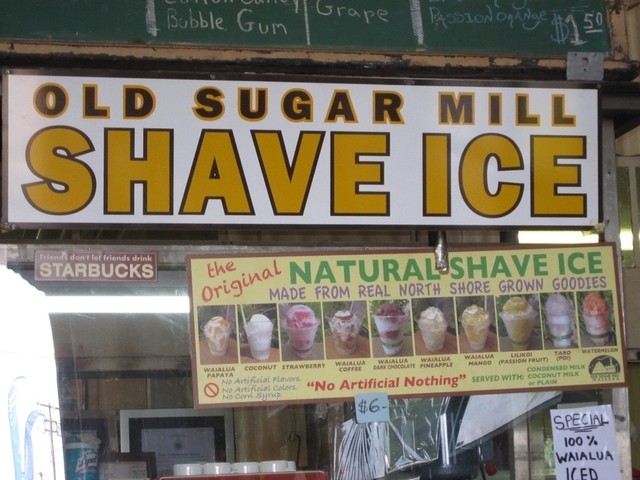 Cotton Candy
Bubble Gum
Grape
Passion Orange
$1.50
OLD SUGAR MILL
SHAVE ICE
Friends don't let friends drink
STARBUCKS
the Original NATURAL SHAVE ICE
MADE FROM REAL NORTH SHORE GROWN GOODIES
WAIALUA PAPAYA
COCONUT
STRAWBERRY
WAIALUA COFFEE
WAIALUA DARK CHOCOLATE
WAIALUA PINEAPPLE
WAIALUA MANGO
LILIKOI (PASSION FRUIT)
TARO (POI)
WATERMELON
No Artificial Flavors.
No Artificial Colors.
No Corn Syrup.
"No Artificial Nothing"
SERVED WITH: CONDENSED MILK
COCONUT MILK
or PLAIN
$6-
SPECIAL
100%
WAIALUA
ICED
Lysol